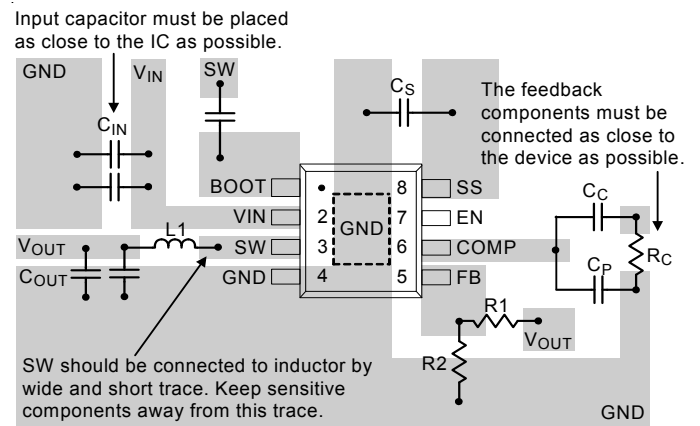 Input capacitor must be placed
as close to the IC as possible.
GND
VIN
SW
CS
The feedback
components must be
connected as close to
the device as possible.
CIN
BOOT
8
SS
CC
VIN
2
GND
7
EN
VOUT
L1
SW
3
6
COMP
RC
COUT
GND
4
5
FB
CP
R1
VOUT
R2
SW should be connected to inductor by
wide and short trace. Keep sensitive
components away from this trace.
GND